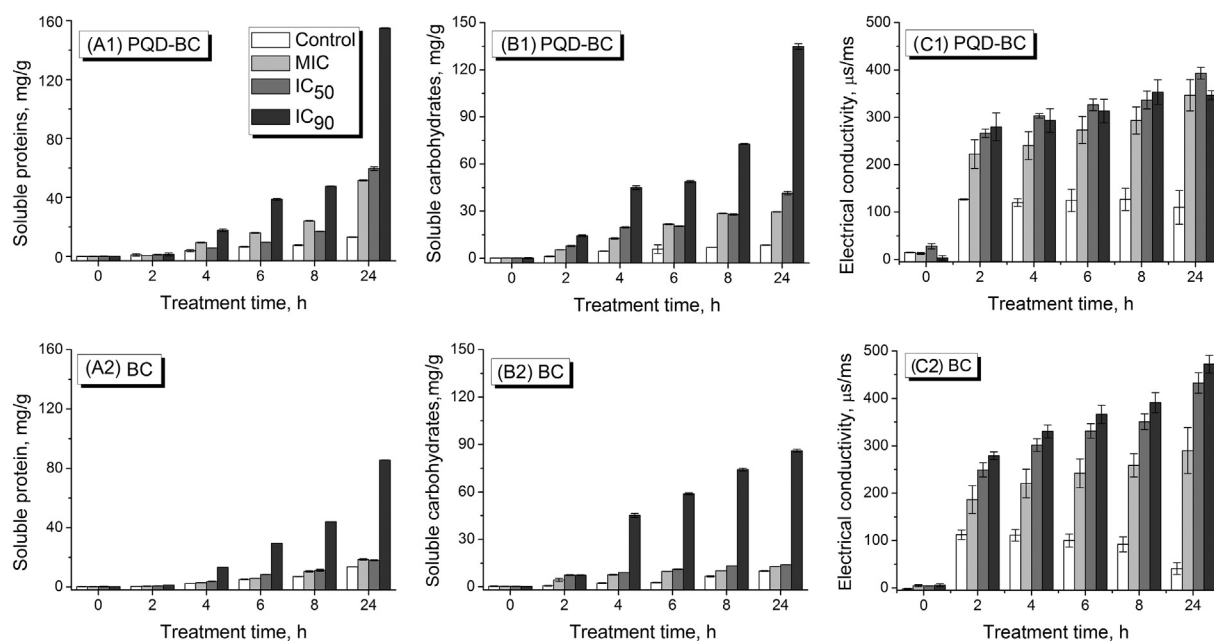 (A1) PQD-BC
Control
MIC
IC50
IC90
Soluble proteins, mg/g
160
120
80
40
0
0 2 4 6 8 24
Treatment time, h
(B1) PQD-BC
Soluble carbohydrates, mg/g
150
120
90
60
30
0
0 2 4 6 8 24
Treatment time, h
(C1) PQD-BC
Electrical conductivity, μs/ms
500
400
300
200
100
0
0 2 4 6 8 24
Treatment time, h
(A2) BC
Soluble protein, mg/g
160
120
80
40
0
0 2 4 6 8 24
Treatment time, h
(B2) BC
Soluble carbohydrates,mg/g
150
120
90
60
30
0
0 2 4 6 8 24
Treatment time, h
(C2) BC
Electrical conductivity, μs/ms
500
400
300
200
100
0
0 2 4 6 8 24
Treatment time, h